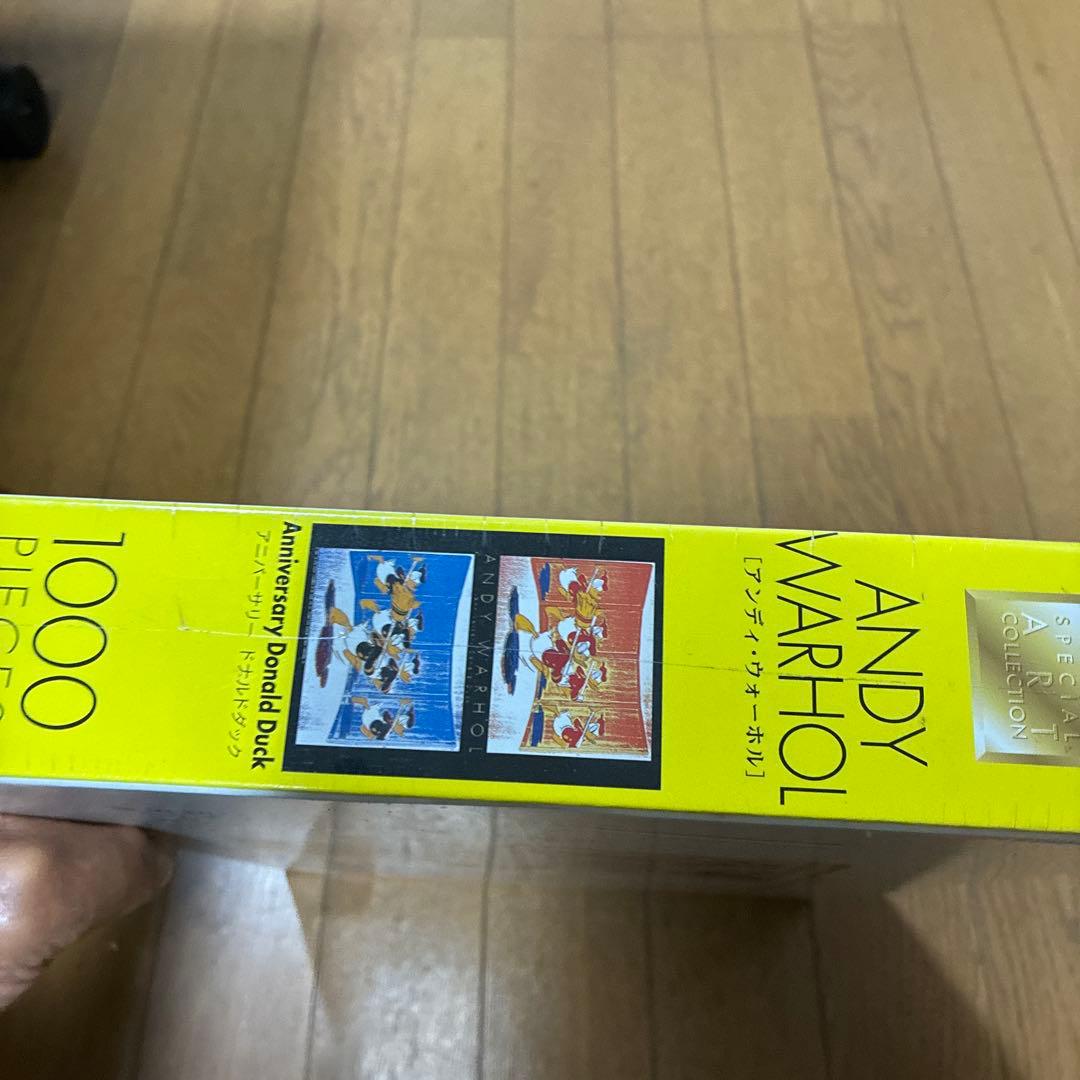 SPECIAL
ART
COLLECTION
ANDY
WARHOL
[アンディ・ウォーホル]
ANDY WARHOL
Anniversary Donald Duck
アニバーサリー ドナルドダック
1000
PIECES